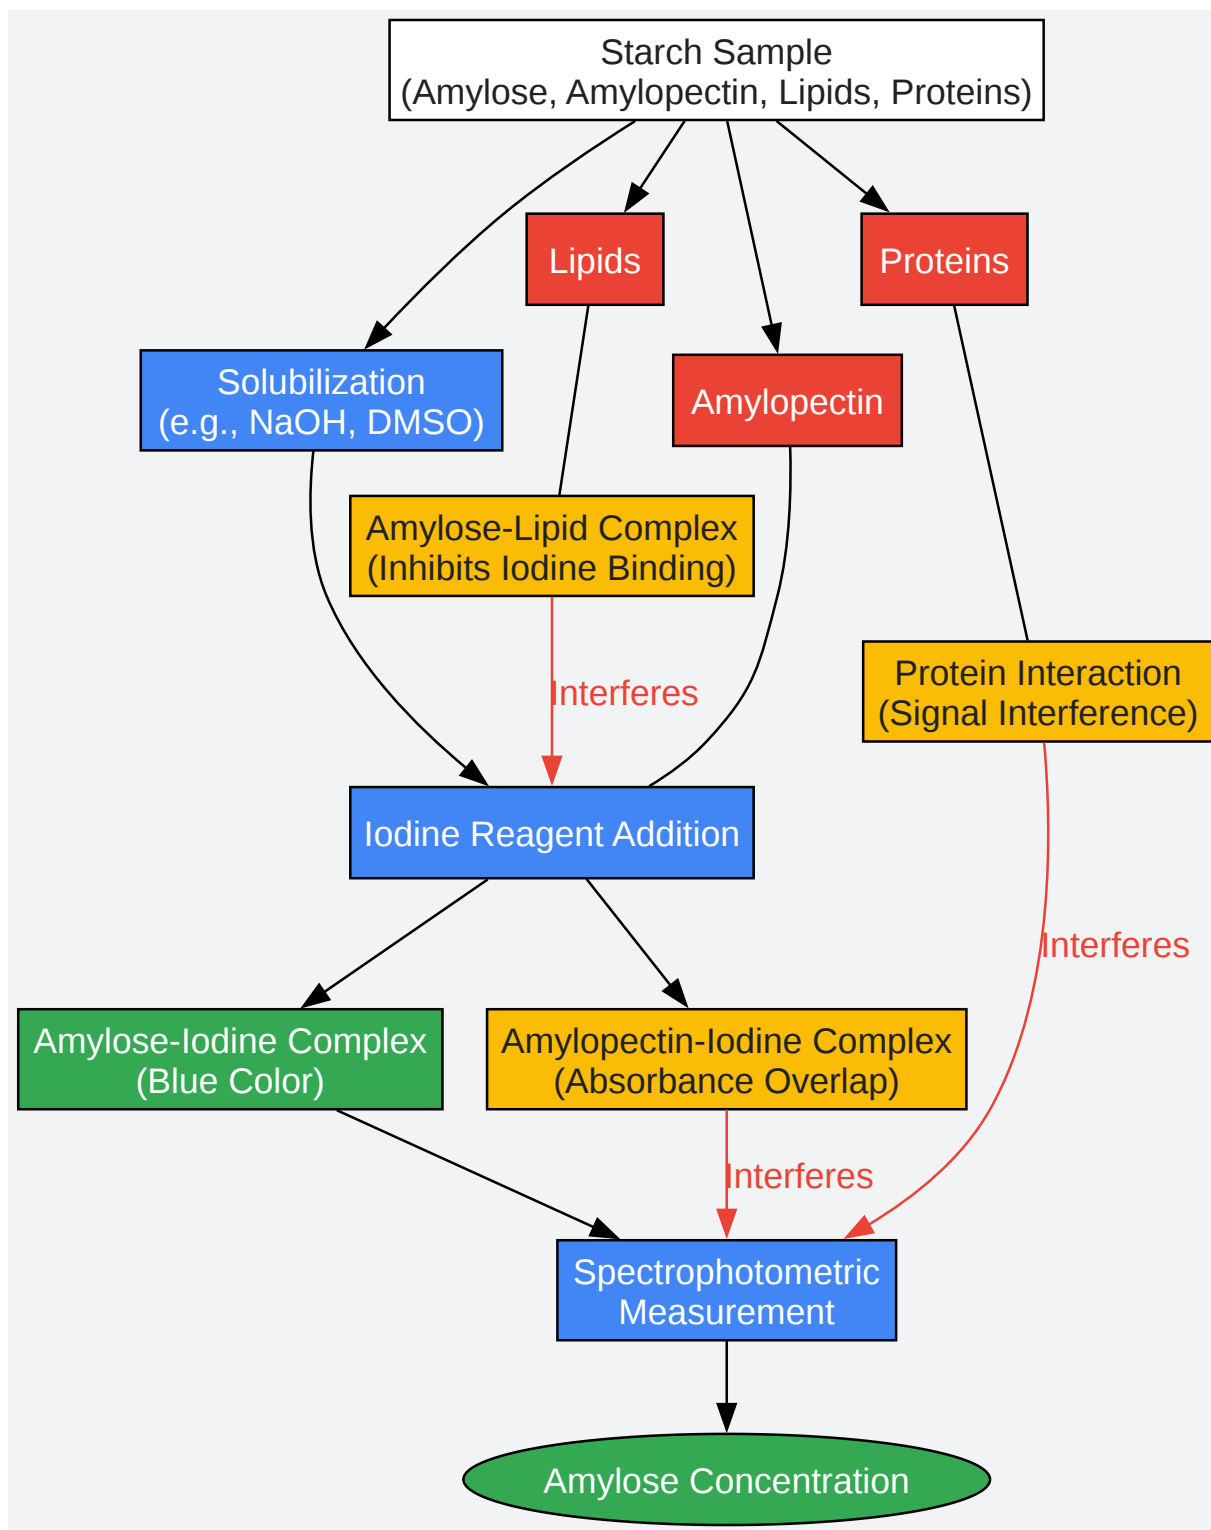 Starch Sample
(Amylose, Amylopectin, Lipids, Proteins)
Lipids
Proteins
Solubilization
(e.g., NaOH, DMSO)
Amylopectin
Amylose-Lipid Complex
(Inhibits Iodine Binding)
Interferes
Protein Interaction
(Signal Interference)
Iodine Reagent Addition
Interferes
Amylose-Iodine Complex
(Blue Color)
Amylopectin-Iodine Complex
(Absorbance Overlap)
Interferes
Spectrophotometric
Measurement
Amylose Concentration